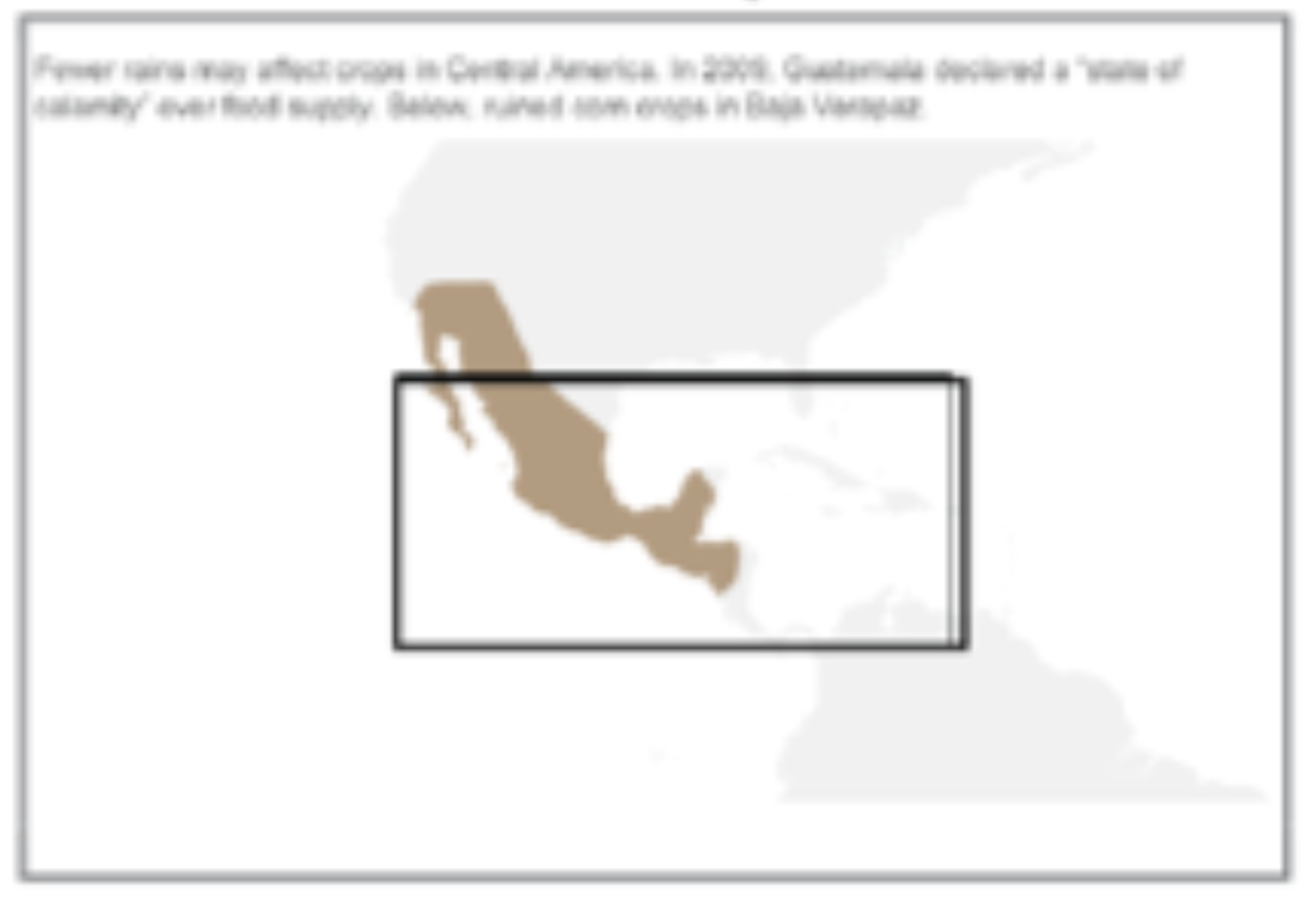 Fewer rains may affect crops in Central America. In 2009, Guatemala declared a "state of
calamity" over food supply. Below, ruined corn crops in Baja Verapaz.